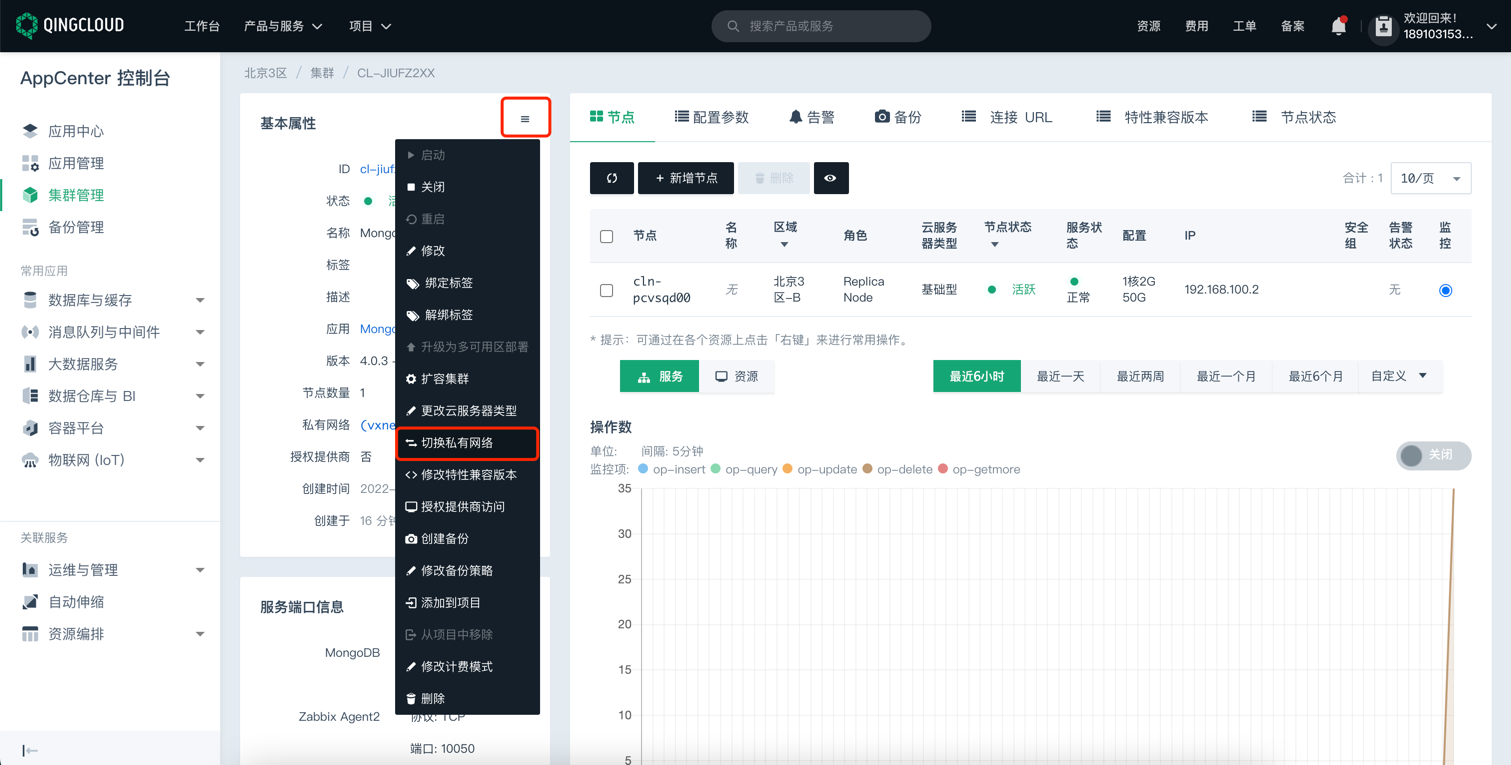 QINGCLOUD
工作台
产品与服务
项目
搜索产品或服务
资源
费用
工单
备案
欢迎回来!
189103153...
AppCenter 控制台
应用中心
应用管理
集群管理
备份管理
常用应用
数据库与缓存
消息队列与中间件
大数据服务
数据仓库与 BI
容器平台
物联网 (IoT)
关联服务
运维与管理
自动伸缩
资源编排
北京3区 / 集群 / CL-JIUFZ2XX
基本属性
ID cl-jiuf
状态
名称 Mongo
标签
描述
应用 Mongo
版本 4.0.3 -
节点数量 1
私有网络 (vxne
授权提供商 否
创建时间 2022-
创建于 16 分钟
启动
关闭
重启
修改
绑定标签
解绑标签
升级为多可用区部署
扩容集群
更改云服务器类型
切换私有网络
修改特性兼容版本
授权提供商访问
创建备份
修改备份策略
添加到项目
从项目中移除
修改计费模式
删除
服务端口信息
MongoDB
Zabbix Agent2
协议: TCP
端口: 10050
节点
配置参数
告警
备份
连接 URL
特性兼容版本
节点状态
+ 新增节点
删除
合计 : 1
10/页
节点
名称
区域
角色
云服务器类型
节点状态
服务状态
配置
IP
安全组
告警状态
监控
cln-pcvsqd00
无
北京3区-B
Replica Node
基础型
活跃
正常
1核2G 50G
192.168.100.2
无
* 提示：可通过在各个资源上点击「右键」来进行常用操作。
服务
资源
最近6小时
最近一天
最近两周
最近一个月
最近6个月
自定义
操作数
单位: 间隔: 5分钟
监控项: op-insert op-query op-update op-delete op-getmore
关闭
35
30
25
20
15
10
5